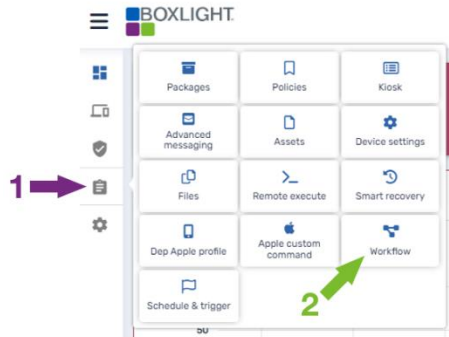 BOXLIGHT
Packages
Policies
Kiosk
Advanced
messaging
Assets
Device settings
1
Files
Remote execute
Smart recovery
Dep Apple profile
Apple custom
command
Workflow
2
Schedule & trigger
50